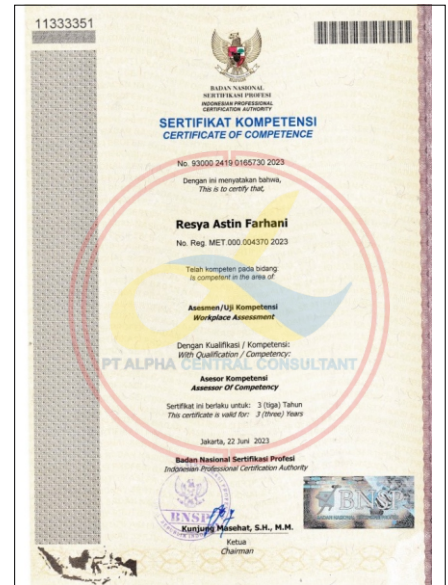 11333351
BADAN NASIONAL
SERTIFIKASI PROFESI
INDONESIAN PROFESSIONAL
CERTIFICATION AUTHORITY
SERTIFIKAT KOMPETENSI
CERTIFICATE OF COMPETENCE
No. 93000 2419 0165730 2023
Dengan ini menyatakan bahwa,
This is to certify that,
Resya Astin Farhani
No. Reg. MET.000.004370 2023
Telah kompeten pada bidang:
Is competent in the area of:
Asesmen/Uji Kompetensi
Workplace Assessment
Dengan Kualifikasi / Kompetensi:
With Qualification / Competency:
PT ALPHA CENTRAL CONSULTANT
Asesor Kompetensi
Assessor Of Competency
Sertifikat ini berlaku untuk: 3 (tiga) Tahun
This certificate is valid for: 3 (three) Years
Jakarta, 22 Juni 2023
Badan Nasional Sertifikasi Profesi
Indonesian Professional Certification Authority
BNSP
BNSP
Kunjung Masehat, S.H., M.M.
Ketua
Chairman